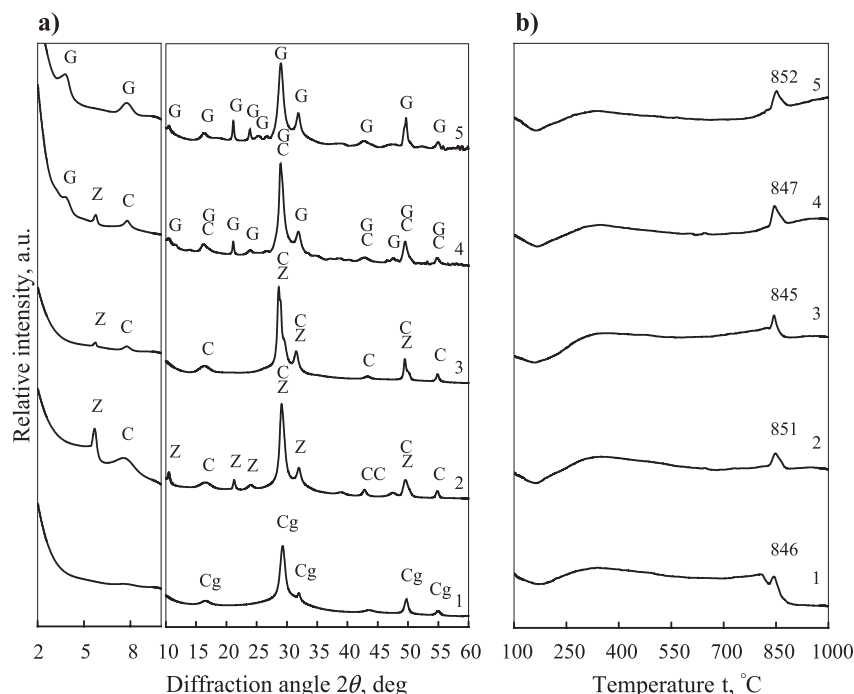 a)
b)
Relative intensity, a.u.
G
G
G
G
G
G
G
G
G
G
G
G
5
G
Z
C
G
G
C
G
G
G
C
G
G
C
G
G
C
G
C
4
Z
C
C
C
Z
C
Z
C
C
Z
C
3
Z
C
Z
C
Z
Z
C
Z
Z
CC
C
Z
C
2
Cg
Cg
Cg
Cg
Cg
1
2 5 8 10 15 20 25 30 35 40 45 50 55 60
Diffraction angle 2θ, deg
852
5
847
4
845
3
851
2
846
1
100 250 400 550 700 850 1000
Temperature t, °C